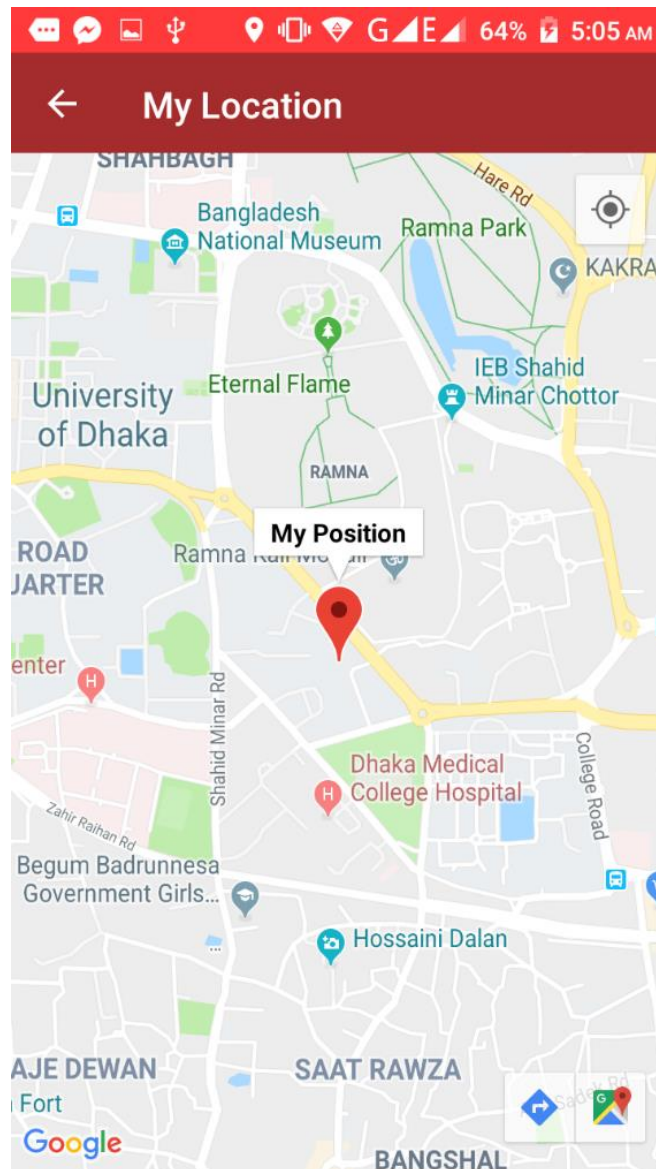 G E 64% 5:05 AM
My Location
SHAHBAGH
Hare Rd
Bangladesh
National Museum
Ramna Park
KAKRA
IEB Shahid
Minar Chottor
Eternal Flame
University
of Dhaka
RAMNA
My Position
ROAD
JARTER
Ramna
enter
H
Shahid Minar Rd
Dhaka Medical
College Hospital
H
College Road
Zahir Raihan Rd
Begum Badrunnesa
Government Girls...
Hossaini Dalan
AJE DEWAN
SAAT RAWZA
Fort
Rd
Google
BANGSHAL